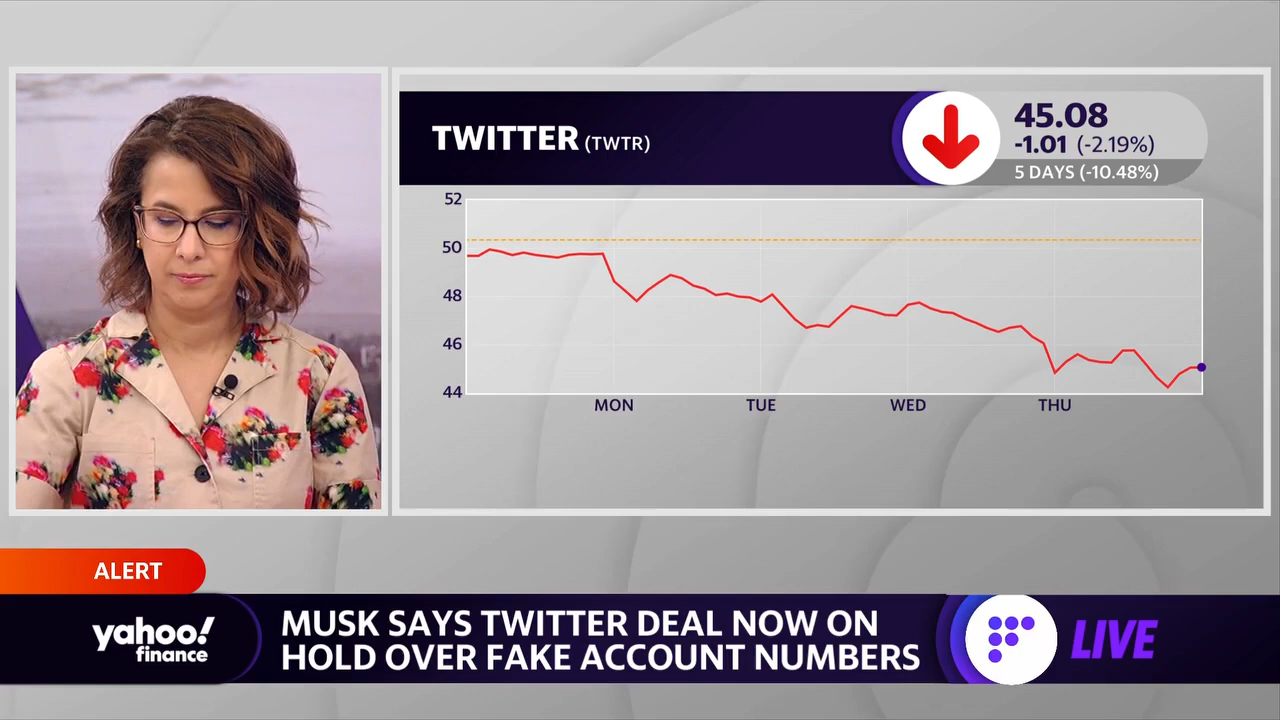 TWITTER (TWTR)
45.08
-1.01 (-2.19%)
5 DAYS (-10.48%)
52
50
48
46
44
MON TUE WED THU
ALERT
yahoo!
finance
MUSK SAYS TWITTER DEAL NOW ON
HOLD OVER FAKE ACCOUNT NUMBERS
LIVE